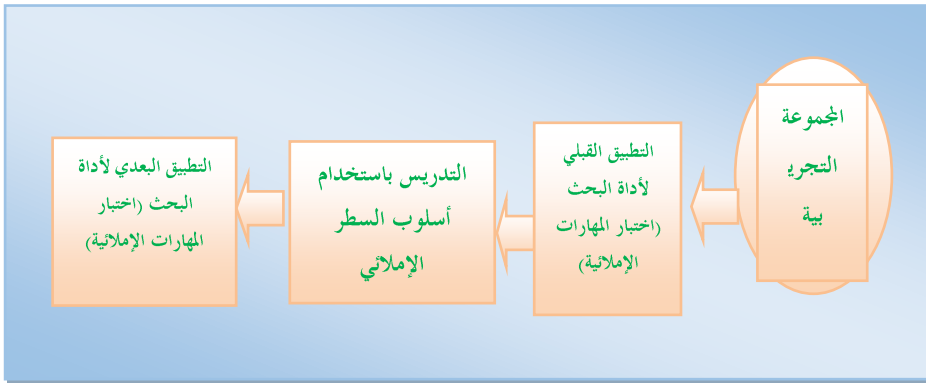 المجموعة
التجري
بية
التطبيق القبلي
لأداة البحث
(اختبار المهارات
الإملائية)
التدريس باستخدام
أسلوب السطر
الإملائي
التطبيق البعدي لأداة
البحث (اختبار
المهارات الإملائية)